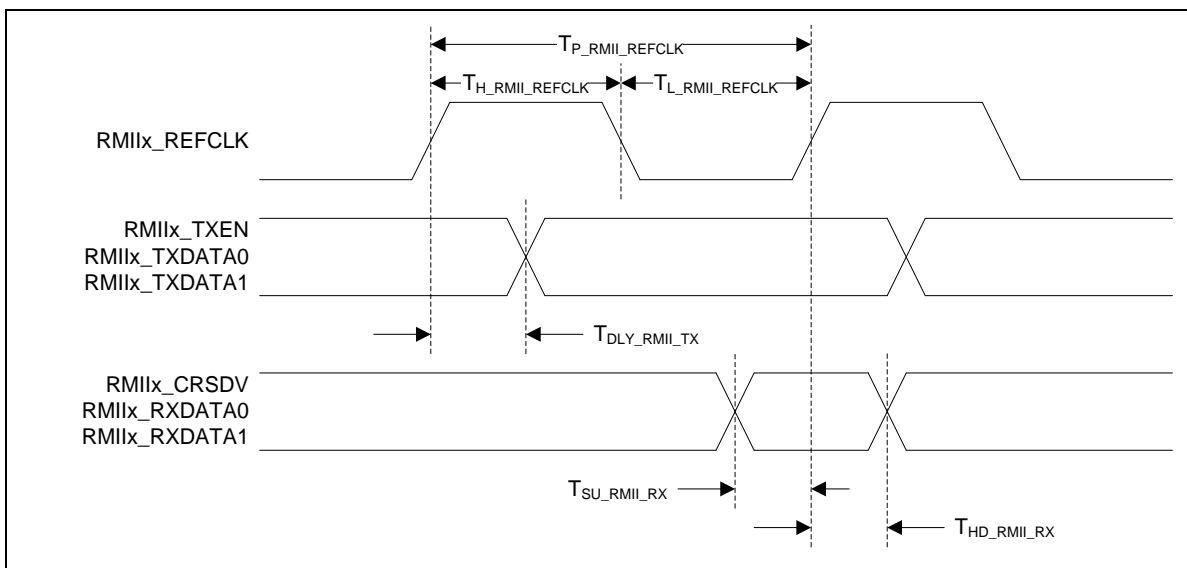 T_P_RMII_REFCLK
T_H_RMII_REFCLK T_L_RMII_REFCLK
RMIIx_REFCLK
RMIIx_TXEN
RMIIx_TXDATA0
RMIIx_TXDATA1
T_DLY_RMII_TX
RMIIx_CRSDV
RMIIx_RXDATA0
RMIIx_RXDATA1
T_SU_RMII_RX
T_HD_RMII_RX